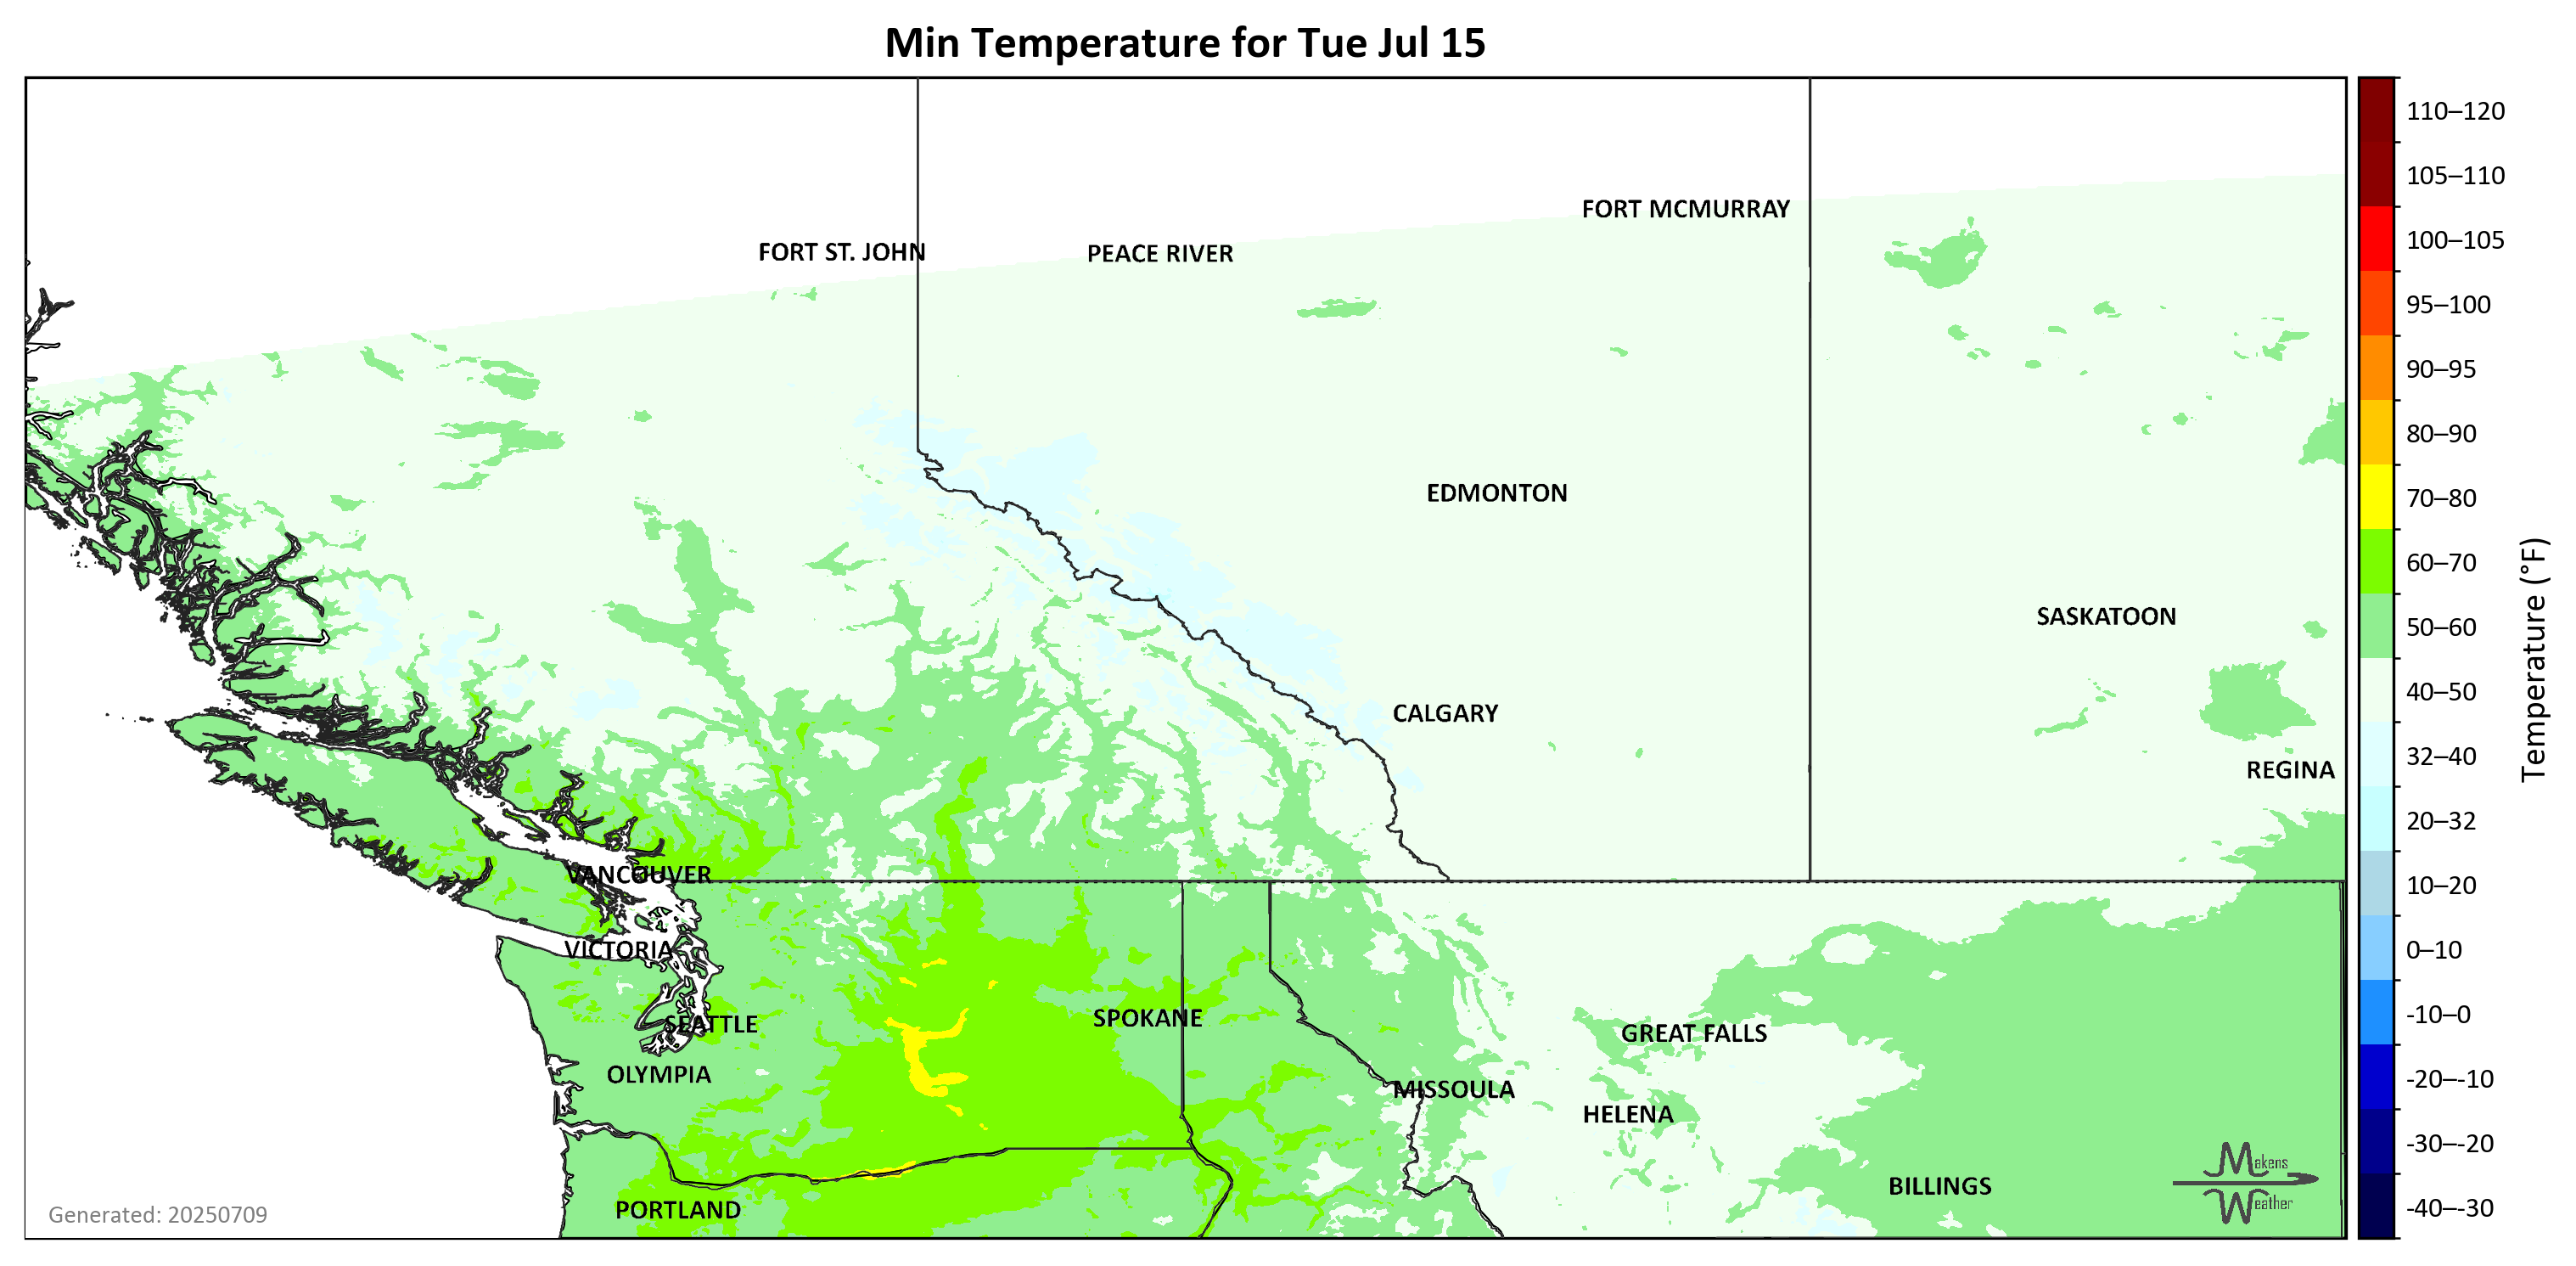 Min Temperature for Tue Jul 15
110–120
105–110
FORT MCMURRAY
100–105
FORT ST. JOHN
PEACE RIVER
95–100
90–95
80–90
EDMONTON
70–80
60–70
SASKATOON
50–60
CALGARY
40–50
REGINA
32–40
Temperature (°F)
20–32
VANCOUVER
10–20
VICTORIA
0–10
SEATTLE
SPOKANE
GREAT FALLS
-10–0
OLYMPIA
MISSOULA
HELENA
-20–-10
-30–-20
Makens
Weather
BILLINGS
PORTLAND
-40–-30
Generated: 20250709